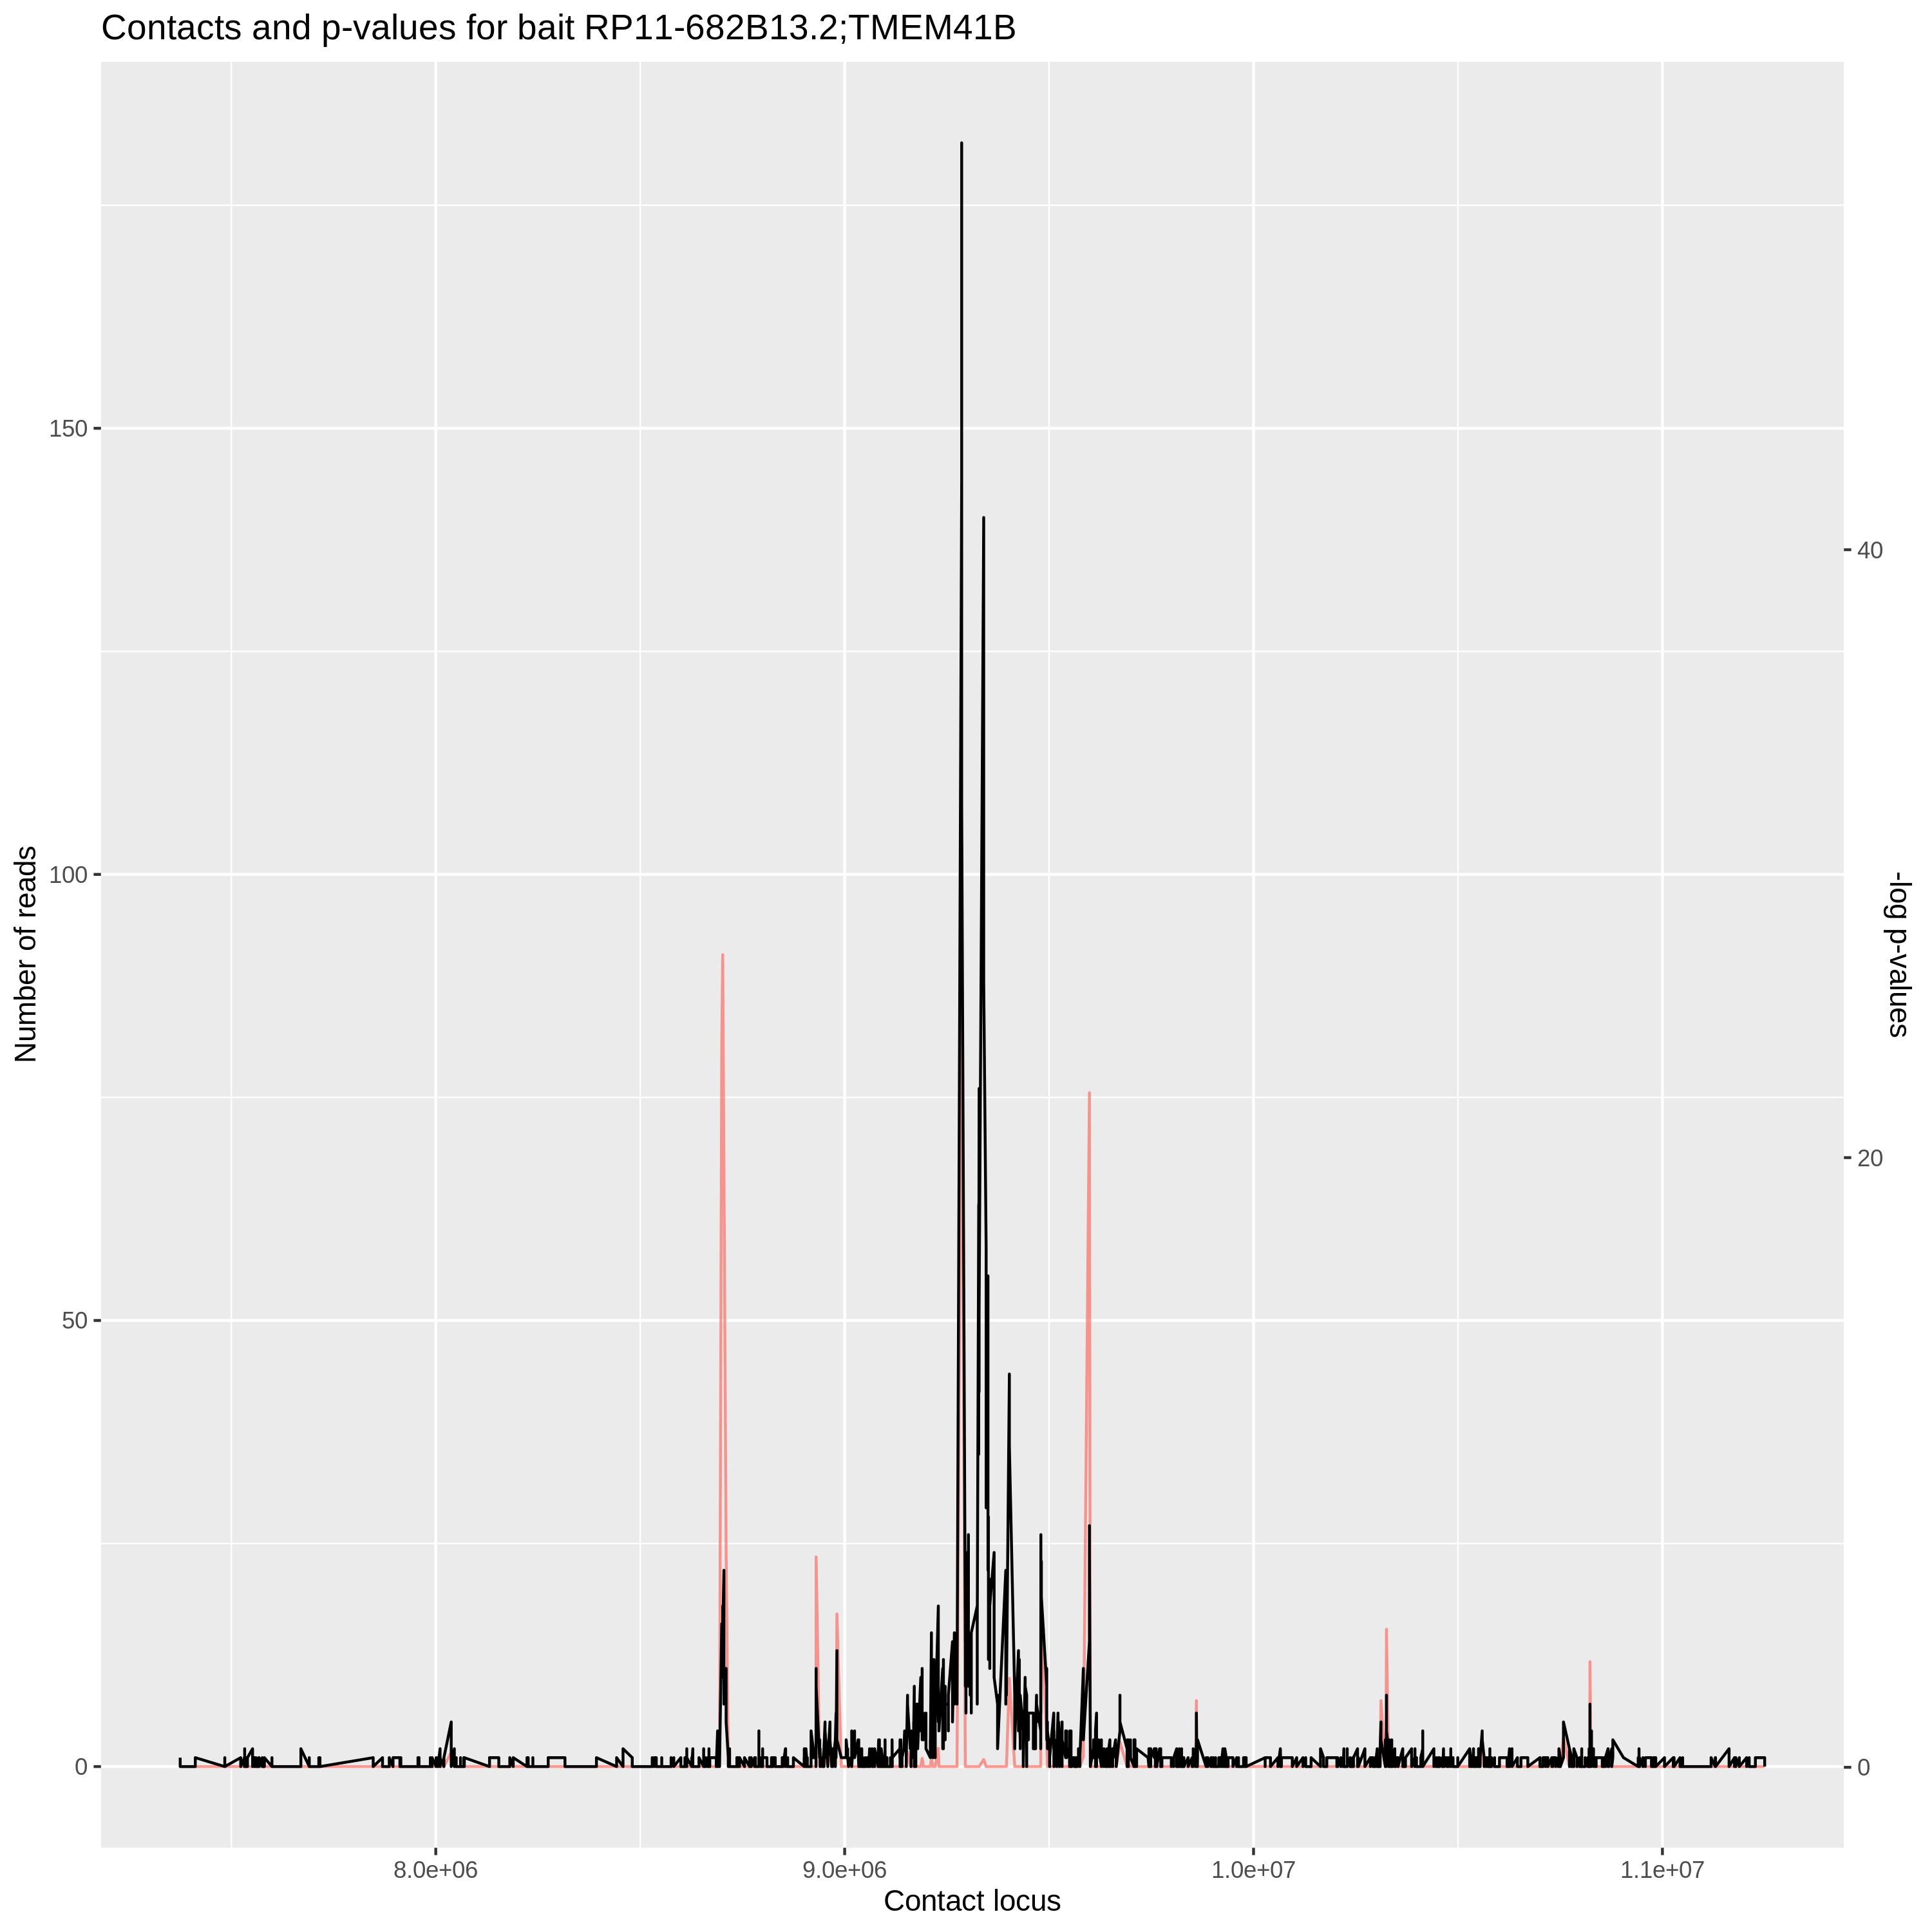 Contacts and p-values for bait RP11-682B13.2;TMEM41B
150
100
50
0
Number of reads
40
20
0
-log p-values
8.0e+06
9.0e+06
1.0e+07
1.1e+07
Contact locus